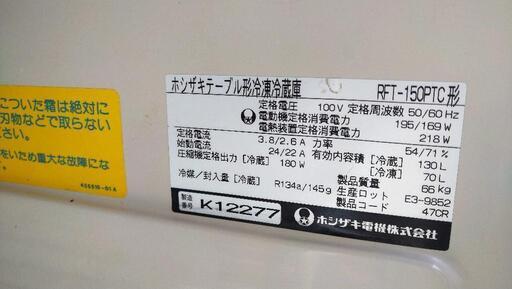 についた霜は絶対に
刃物などで取らない
をいため重大な故障にな
455516-01A
ホシザキテーブル形冷凍冷蔵庫 RFT-150PTC形
定格電圧 100V 定格周波数 50/60Hz
電動機定格消費電力 195/169W
電熱装置定格消費電力 218W
定格電流 3.8/2.6A 力率 54/71%
始動電流 24/22A 有効内容積[冷蔵] 130L
圧縮機定格出力[冷蔵] 180W [冷凍] 70L
製品質量 66kg
冷媒/封入量 R134a/145g 生産ロット E3-9852
製品コード 47CR
製造番号 K12277 ホシザキ電機株式会社